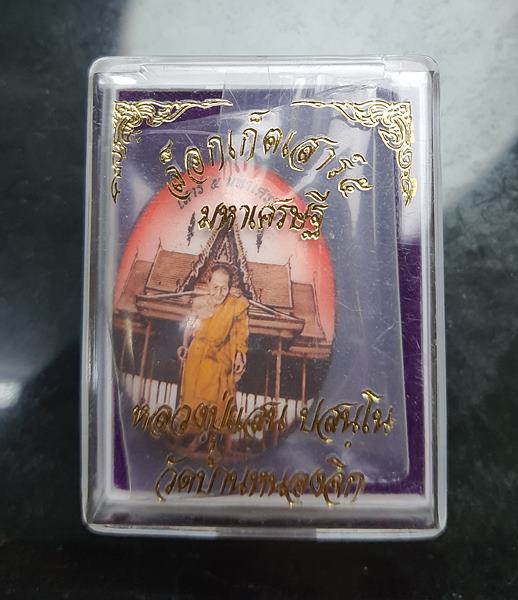 ล็อกเก็ตเสาร์๕
มหาเศรษฐี
หลวงปู่แสน ปสนฺโน
วัดบ้านหนองจิก